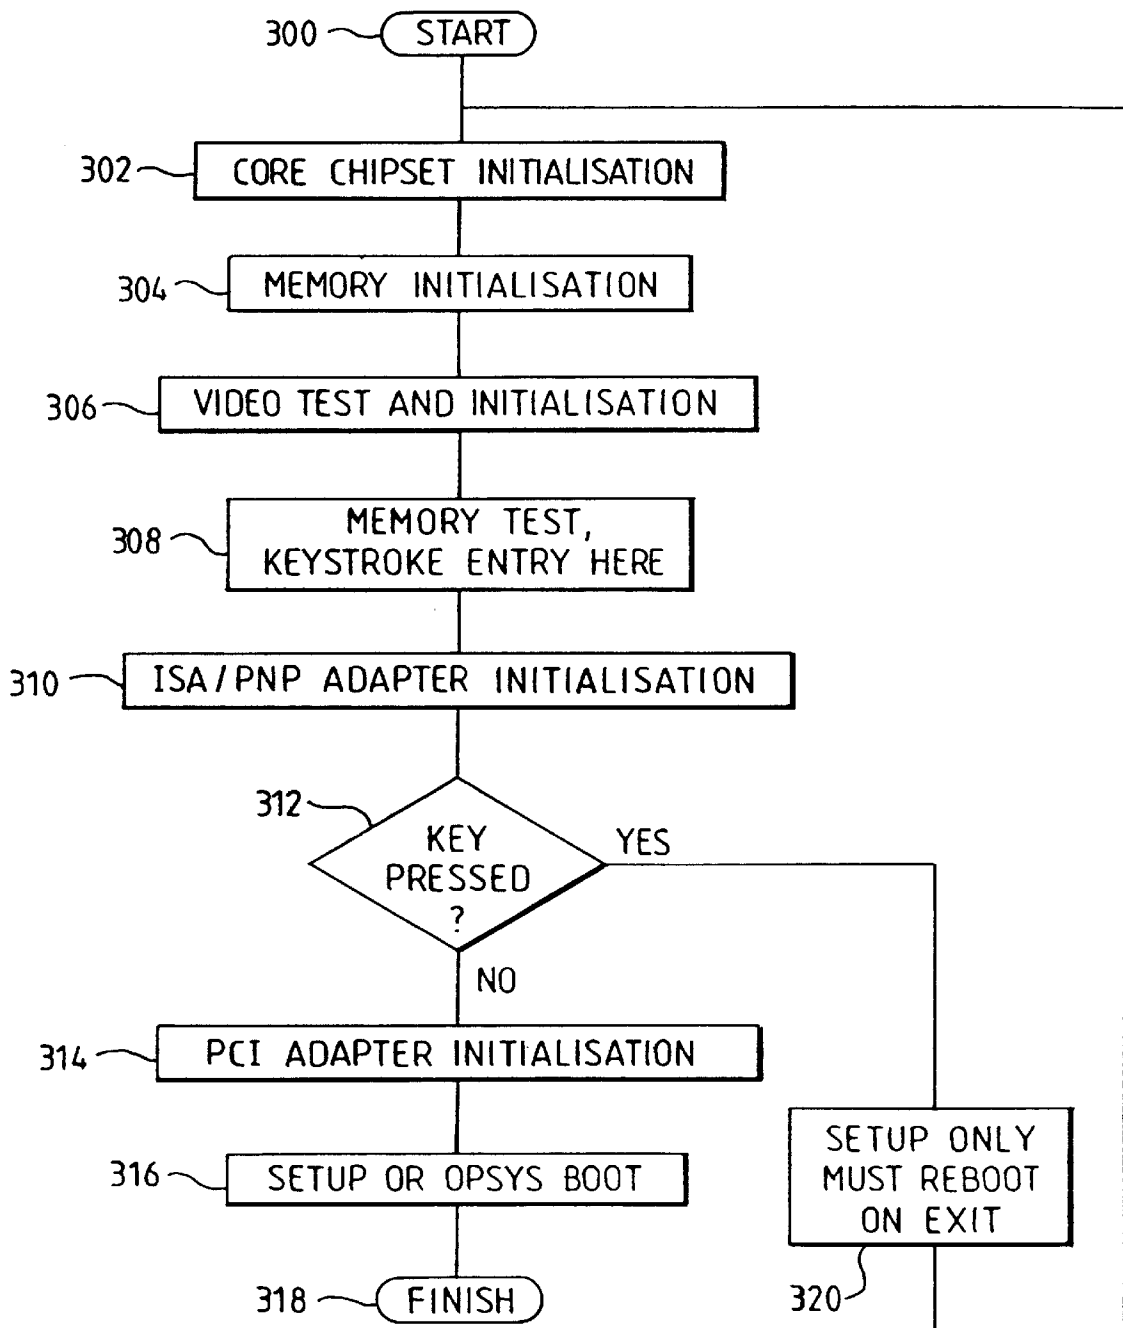 300 START
302 CORE CHIPSET INITIALISATION
304 MEMORY INITIALISATION
306 VIDEO TEST AND INITIALISATION
308 MEMORY TEST,
KEYSTROKE ENTRY HERE
310 ISA/PNP ADAPTER INITIALISATION
312 KEY
PRESSED
?
YES
NO
314 PCI ADAPTER INITIALISATION
316 SETUP OR OPSYS BOOT
318 FINISH
SETUP ONLY
MUST REBOOT
ON EXIT
320